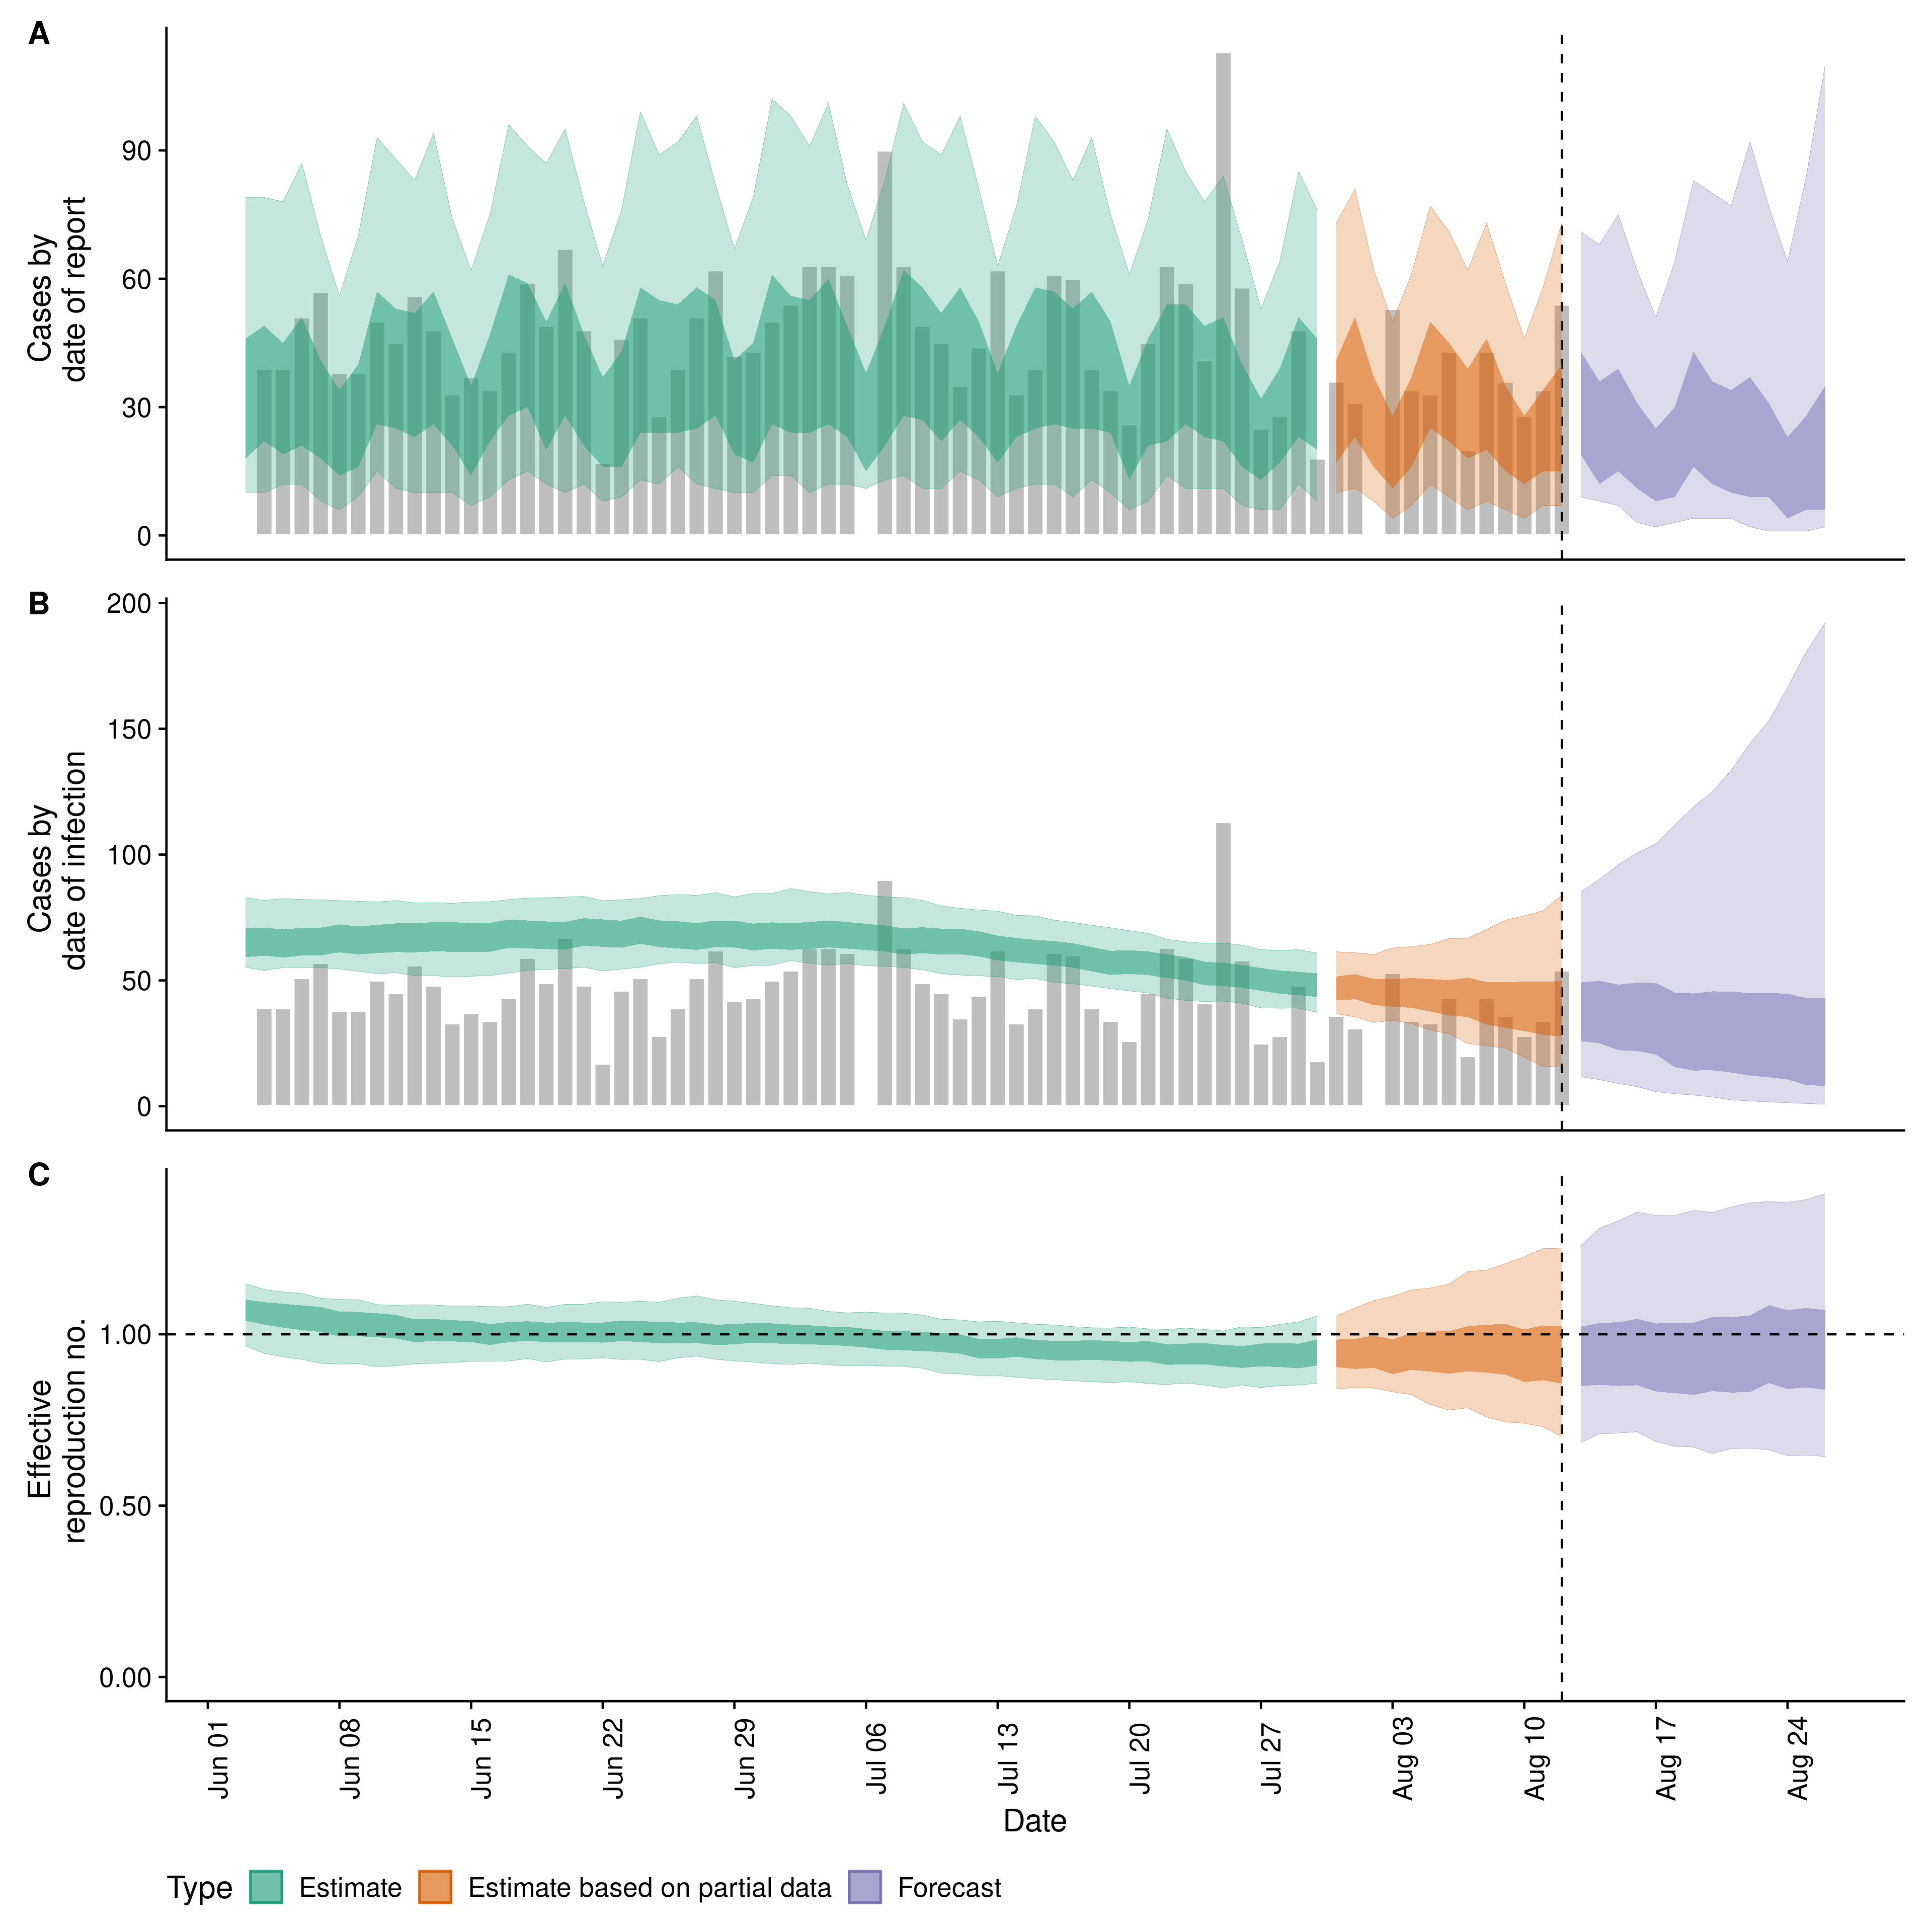 A
Cases by
date of report
90
60
30
0
B
Cases by
date of infection
200
150
100
50
0
C
Effective
reproduction no.
1.00
0.50
0.00
Jun 01
Jun 08
Jun 15
Jun 22
Jun 29
Jul 06
Jul 13
Jul 20
Jul 27
Aug 03
Aug 10
Aug 17
Aug 24
Date
Type
Estimate
Estimate based on partial data
Forecast